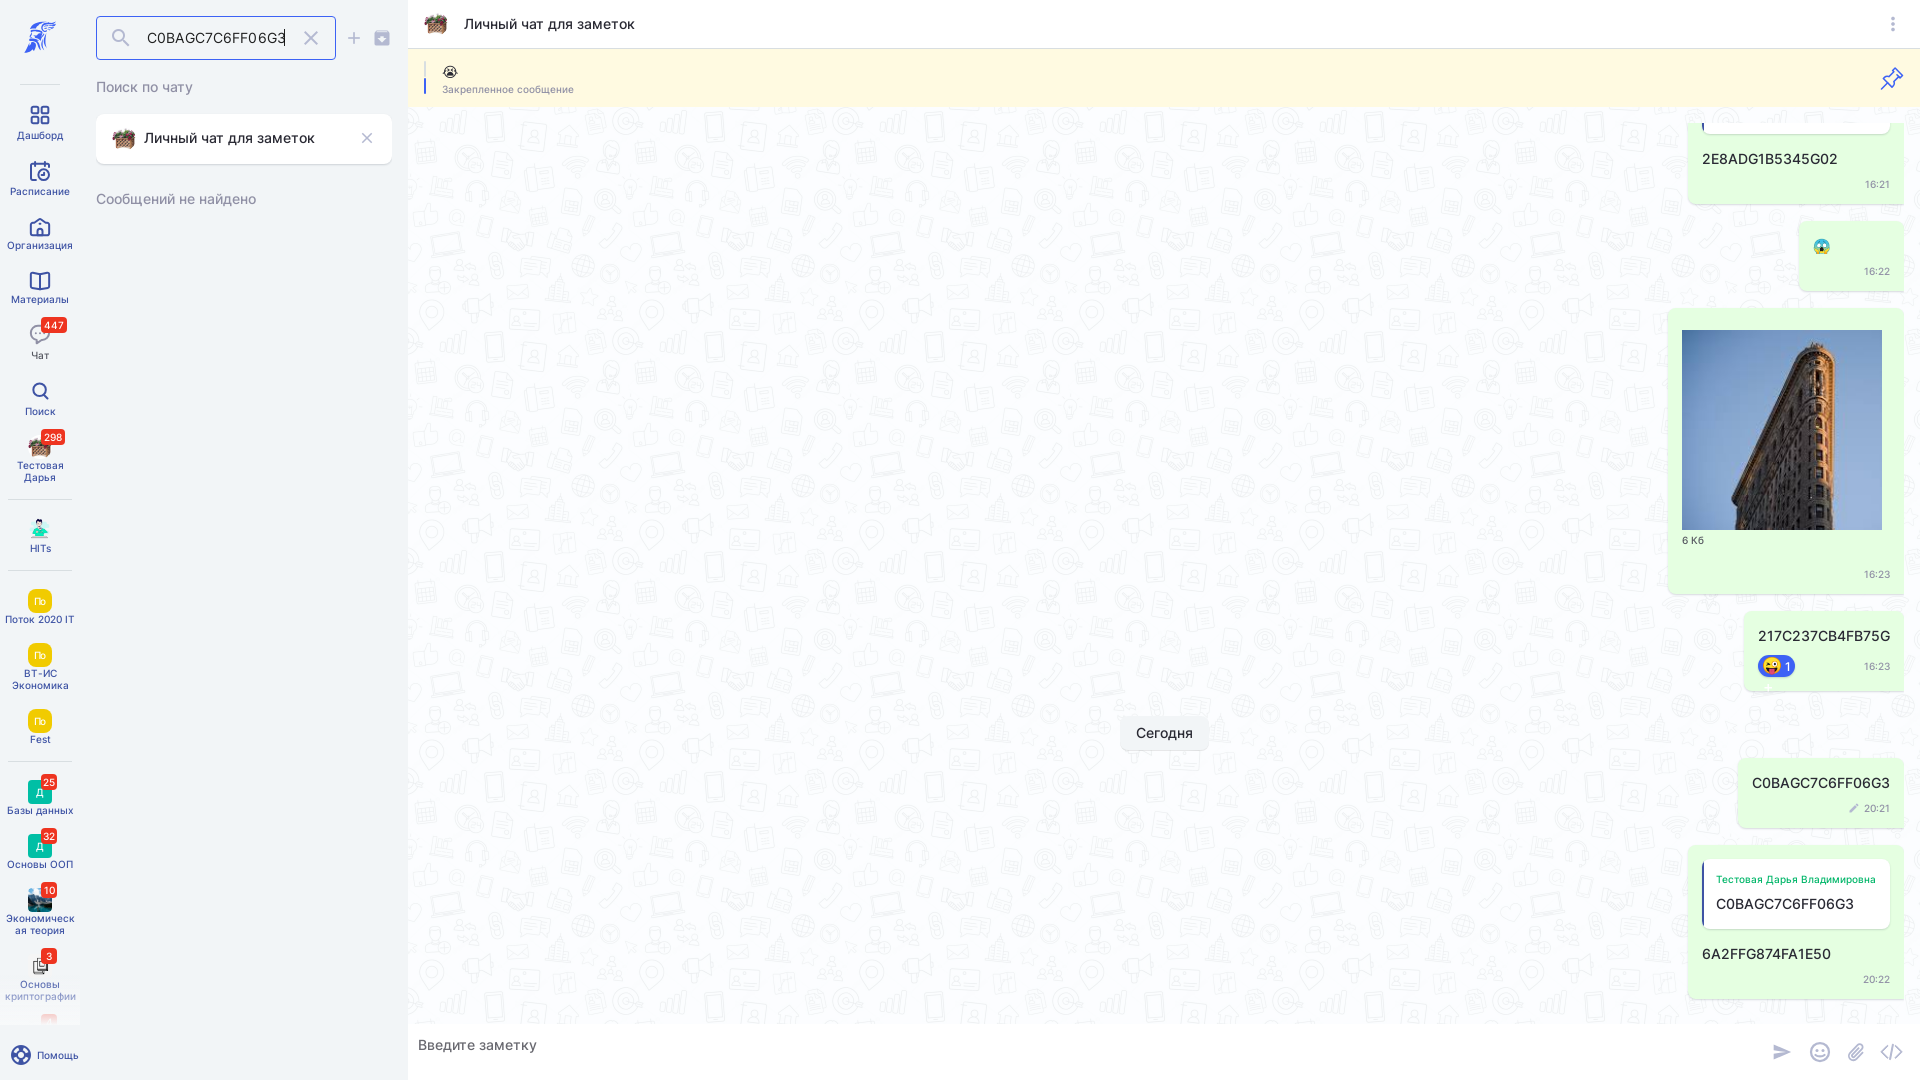 Дашборд
Расписание
Организация
Материалы
447
Чат
Поиск
298
Тестовая
Дарья
HITs
По
Поток 2020 IT
По
ВТ-ИС
Экономика
По
Fest
25
Д
Базы данных
32
Д
Основы ООП
10
Экономическ
ая теория
3
Основы
криптографии
Помощь
C0BAGC7C6FF06G3
Поиск по чату
Личный чат для заметок
Сообщений не найдено
Личный чат для заметок
Закрепленное сообщение
2E8ADG1B5345G02
16:21
16:22
6 Кб
16:23
217C237CB4FB75G
1
16:23
Сегодня
C0BAGC7C6FF06G3
20:21
Тестовая Дарья Владимировна
C0BAGC7C6FF06G3
6A2FFG874FA1E50
20:22
Введите заметку